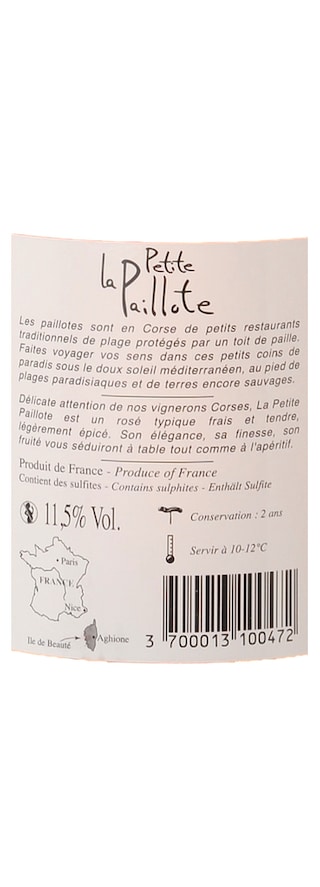 la Petite
Paillote
Les paillotes sont en Corse de petits restaurants
traditionnels de plage protégés par un toit de paille.
Faites voyager vos sens dans ces petits coins de
paradis sous le doux soleil méditerranéen, au pied de
plages paradisiaques et de terres encore sauvages.
Délicate attention de nos vignerons Corses, La Petite
Paillote est un rosé typique frais et tendre,
légèrement épicé. Son élégance, sa finesse, son
fruité vous séduiront à table tout comme à l'apéritif.
Produit de France - Produce of France
Contient des sulfites - Contains sulphites - Enthält Sulfite
11,5% Vol.
Conservation : 2 ans
Servir à 10-12°C
Paris
FRANCE
Nice
Ile de Beauté
Aghione
3 700013 100472